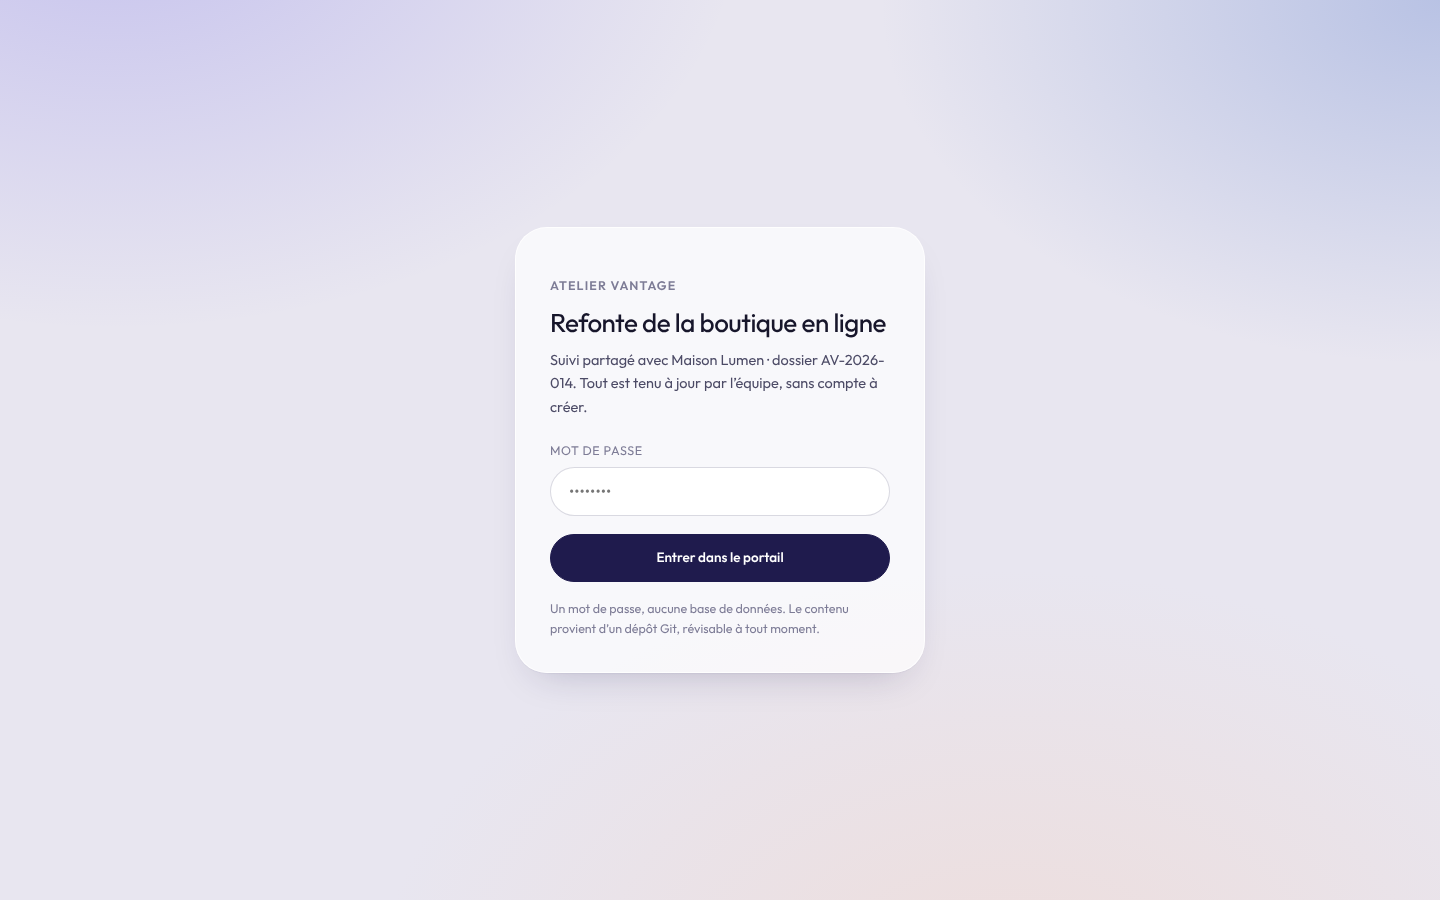 ATELIER VANTAGE
Refonte de la boutique en ligne
Suivi partagé avec Maison Lumen · dossier AV-2026-
014. Tout est tenu à jour par l’équipe, sans compte à
créer.
MOT DE PASSE
••••••••
Entrer dans le portail
Un mot de passe, aucune base de données. Le contenu
provient d’un dépôt Git, révisable à tout moment.